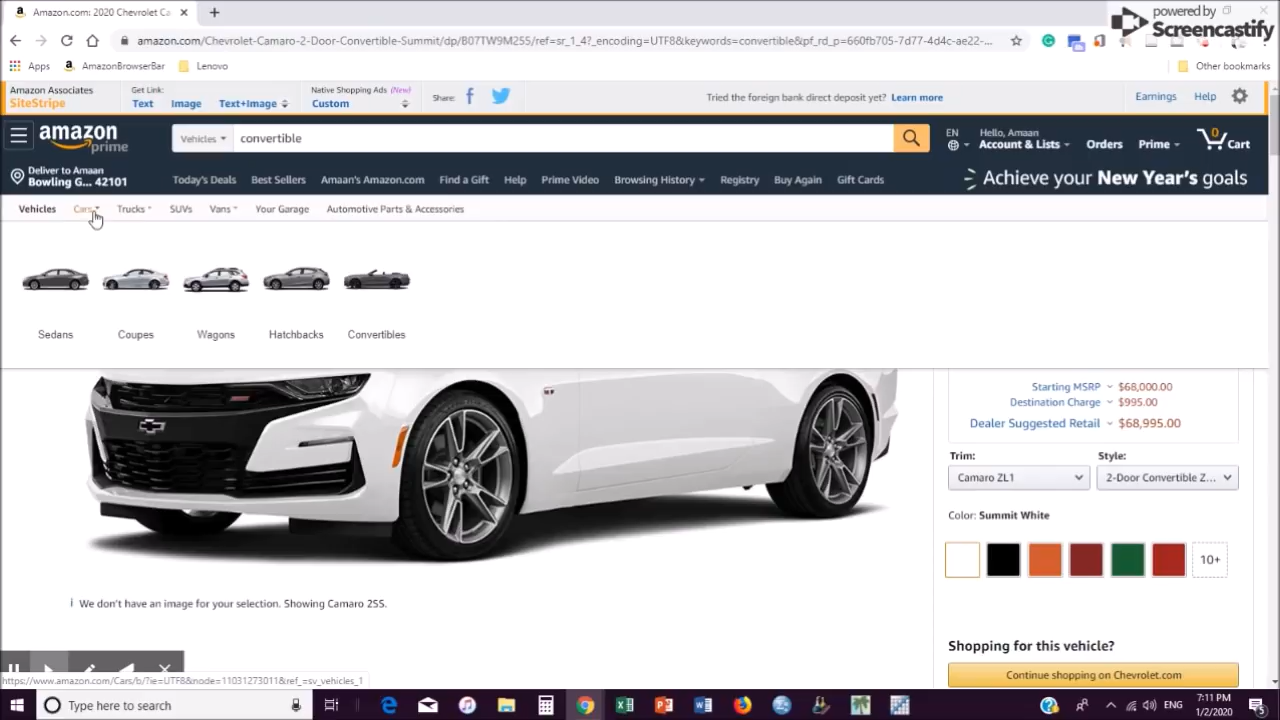 Amazon.com: 2020 Chevrolet Ca
powered by
Screencastify
amazon.com/Chevrolet-Camaro-2-Door-Convertible-Summit/dp/
ref=sr_1_4?_encoding=UTF8&keywords=convertible&pf_rd_p=660fb705-7d77-4d4c-ae22-...
Apps
AmazonBrowserBar
Lenovo
Other bookmarks
Amazon Associates
SiteStripe
Get Link:
Text
Image
Text+Image
Native Shopping Ads (New)
Custom
Share:
Tried the foreign bank direct deposit yet? Learn more
Earnings
Help
amazon
prime
Vehicles
convertible
EN
Hello, Amaan
Account & Lists
Orders
Prime
0
Cart
Deliver to Amaan
Bowling G... 42101
Today's Deals
Best Sellers
Amaan's Amazon.com
Find a Gift
Help
Prime Video
Browsing History
Registry
Buy Again
Gift Cards
Achieve your New Year's goals
Vehicles
Cars
Trucks
SUVs
Vans
Your Garage
Automotive Parts & Accessories
Sedans
Coupes
Wagons
Hatchbacks
Convertibles
Starting MSRP $68,000.00
Destination Charge $995.00
Dealer Suggested Retail $68,995.00
Trim:
Style:
Camaro ZL1
2-Door Convertible Z...
Color: Summit White
10+
i We don't have an image for your selection. Showing Camaro 2SS.
Shopping for this vehicle?
Continue shopping on Chevrolet.com
https://www.amazon.com/Cars/b/?ie=UTF8&node=11031273011&ref_=sv_vehicles_1
Type here to search
ENG
7:11 PM
1/2/2020
5